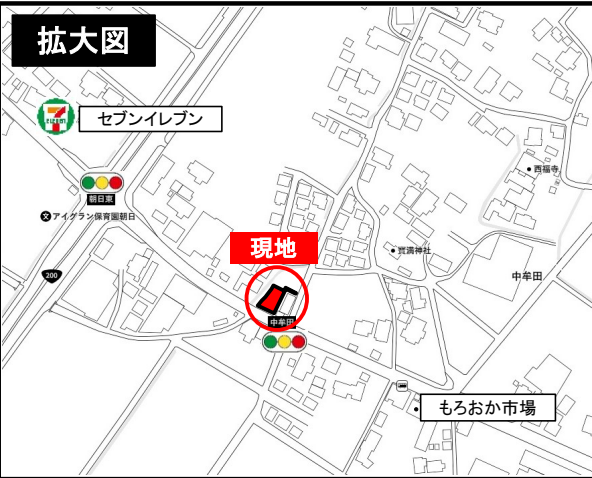 拡大図
セブンイレブン
朝日東
アイグラン保育園朝日
西福寺
現地
寶満神社
中牟田
200
中牟田
もろおか市場